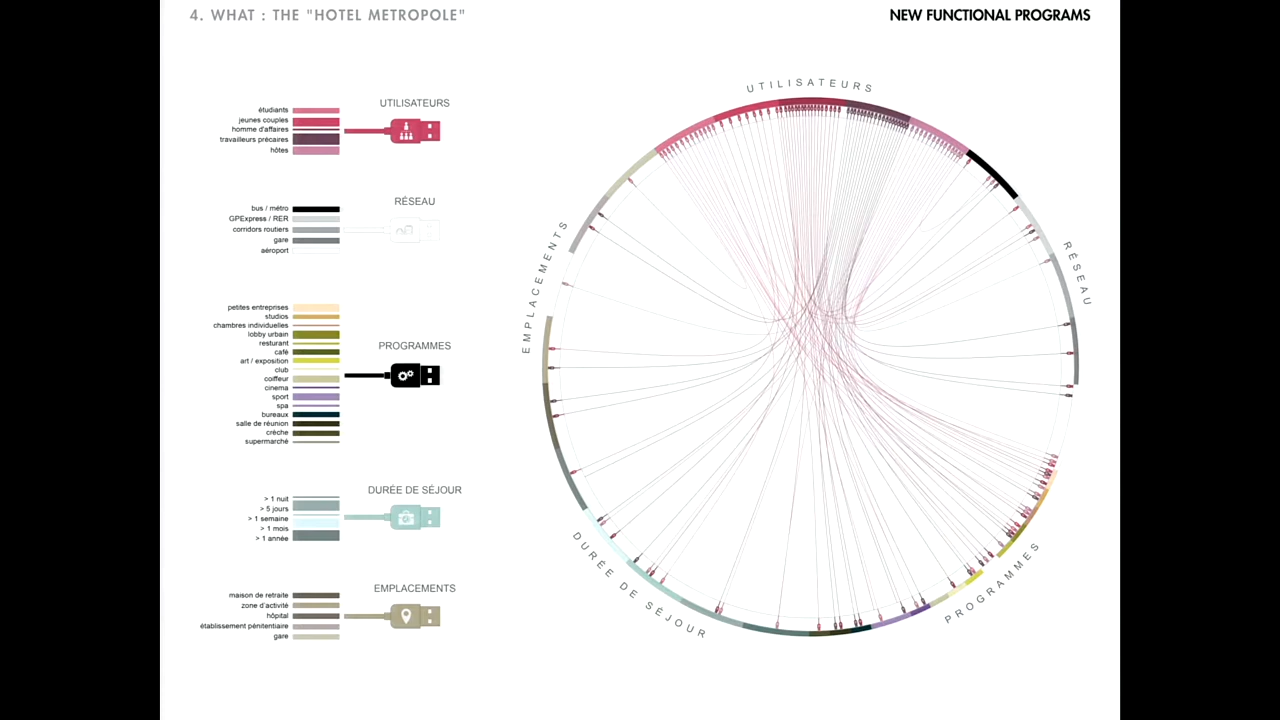 4. WHAT : THE "HOTEL METROPOLE"
NEW FUNCTIONAL PROGRAMS
UTILISATEURS
étudiants
jeunes couples
homme d'affaires
travailleurs précaires
hôtes
RÉSEAU
bus / métro
GPExpress / RER
corridors routiers
gare
aéroport
PROGRAMMES
petites entreprises
studios
chambres individuelles
lobby urbain
resturant
café
art / exposition
club
coiffeur
cinema
sport
spa
bureaux
salle de réunion
crèche
supermarché
DURÉE DE SÉJOUR
> 1 nuit
> 5 jours
> 1 semaine
> 1 mois
> 1 année
EMPLACEMENTS
maison de retraite
zone d'activité
hôpital
établissement pénitentiaire
gare
UTILISATEURS
RÉSEAU
PROGRAMMES
DURÉE DE SÉJOUR
EMPLACEMENTS